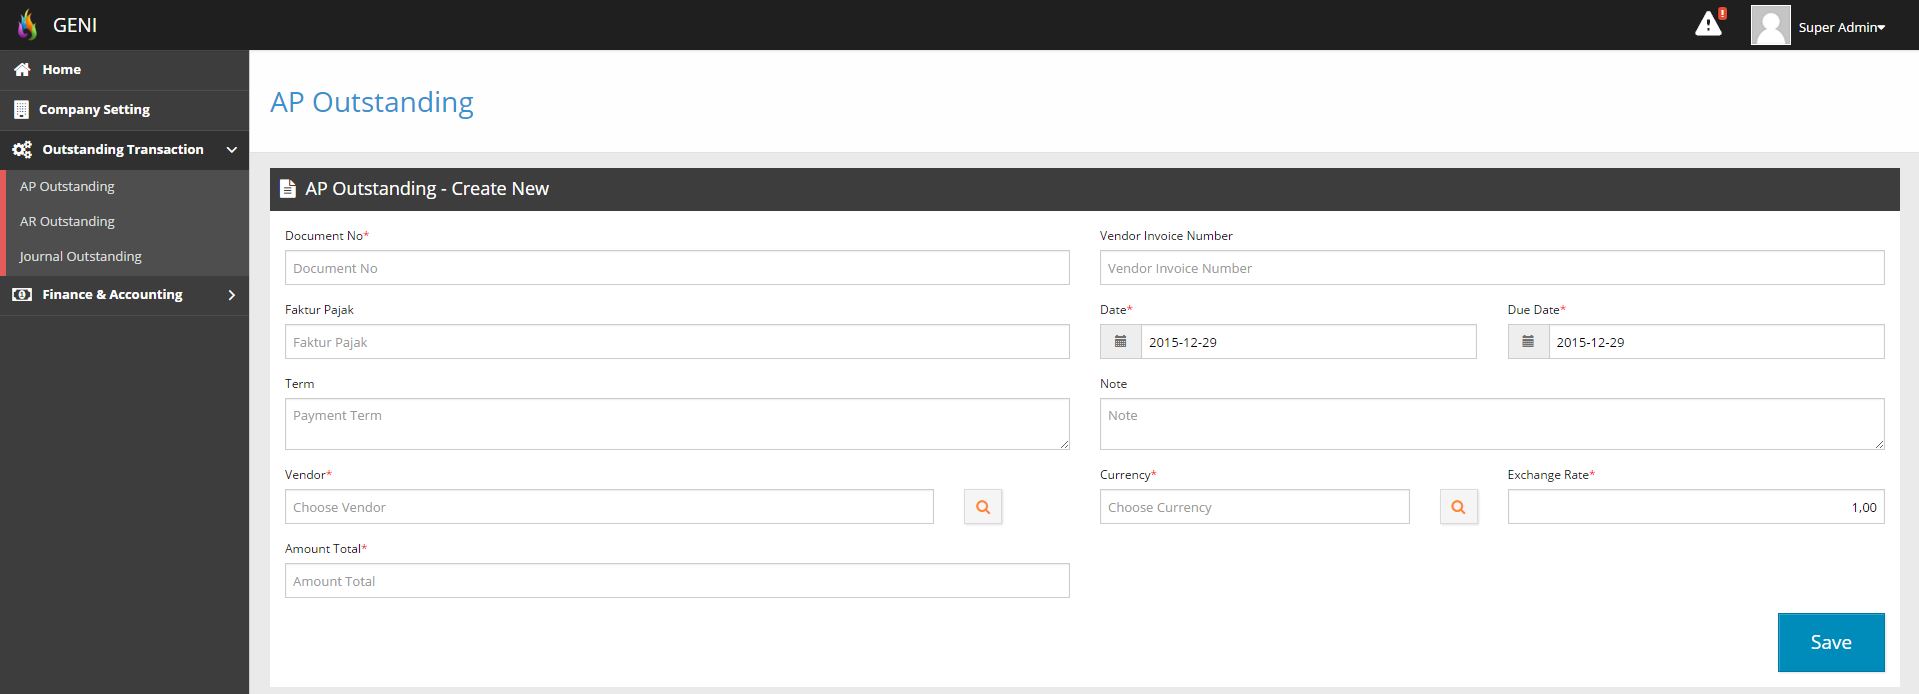 GENI
! Super Admin
Home
Company Setting
Outstanding Transaction
AP Outstanding
AR Outstanding
Journal Outstanding
Finance & Accounting
AP Outstanding
AP Outstanding - Create New
Document No* Vendor Invoice Number
Document No Vendor Invoice Number
Faktur Pajak Date* Due Date*
Faktur Pajak 2015-12-29 2015-12-29
Term Note
Payment Term Note
Vendor* Currency* Exchange Rate*
Choose Vendor Choose Currency 1,00
Amount Total*
Amount Total
Save